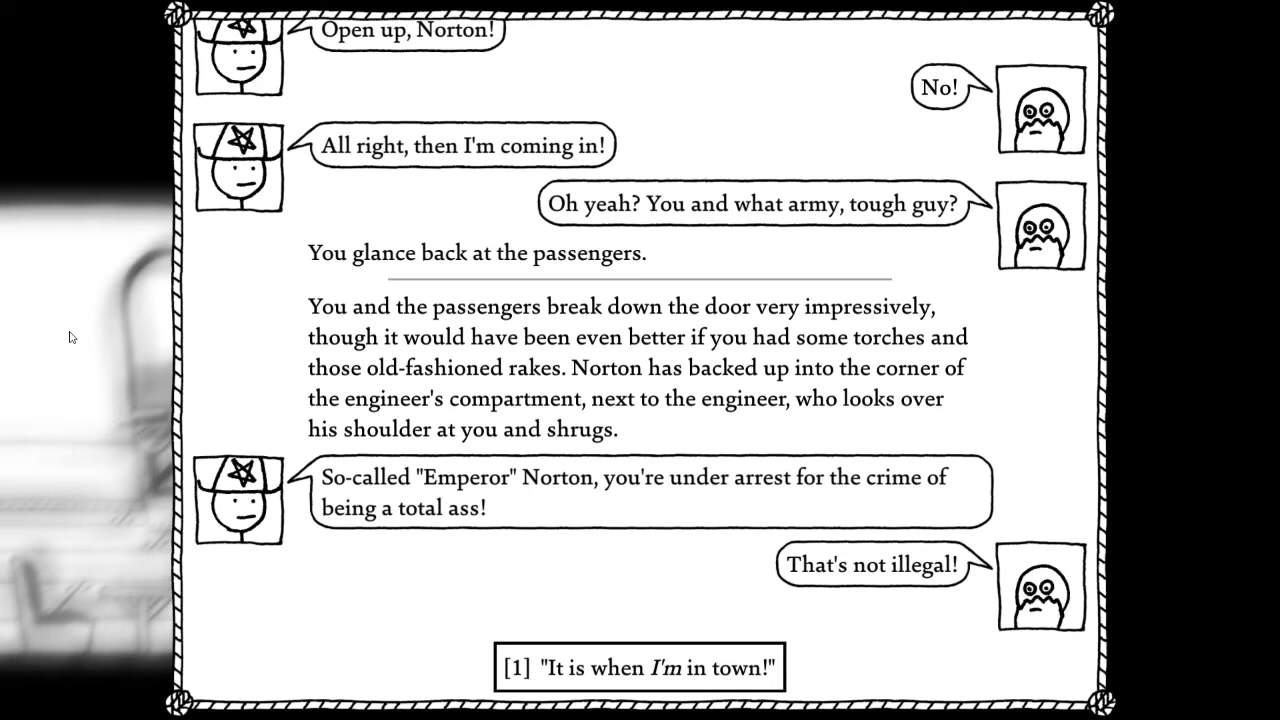 Open up, Norton!
No!
All right, then I'm coming in!
Oh yeah? You and what army, tough guy?
You glance back at the passengers.
You and the passengers break down the door very impressively,
though it would have been even better if you had some torches and
those old-fashioned rakes. Norton has backed up into the corner of
the engineer's compartment, next to the engineer, who looks over
his shoulder at you and shrugs.
So-called "Emperor" Norton, you're under arrest for the crime of
being a total ass!
That's not illegal!
[1] "It is when I'm in town!"